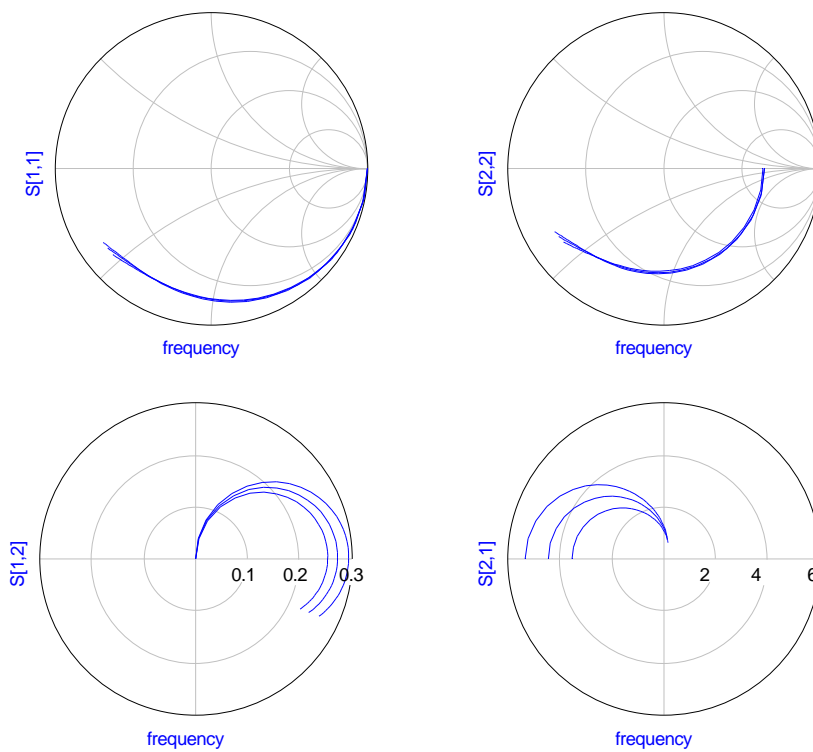 S[1,1]
frequency
S[2,2]
frequency
S[1,2]
0.1 0.2 0.3
frequency
S[2,1]
2 4 6
frequency